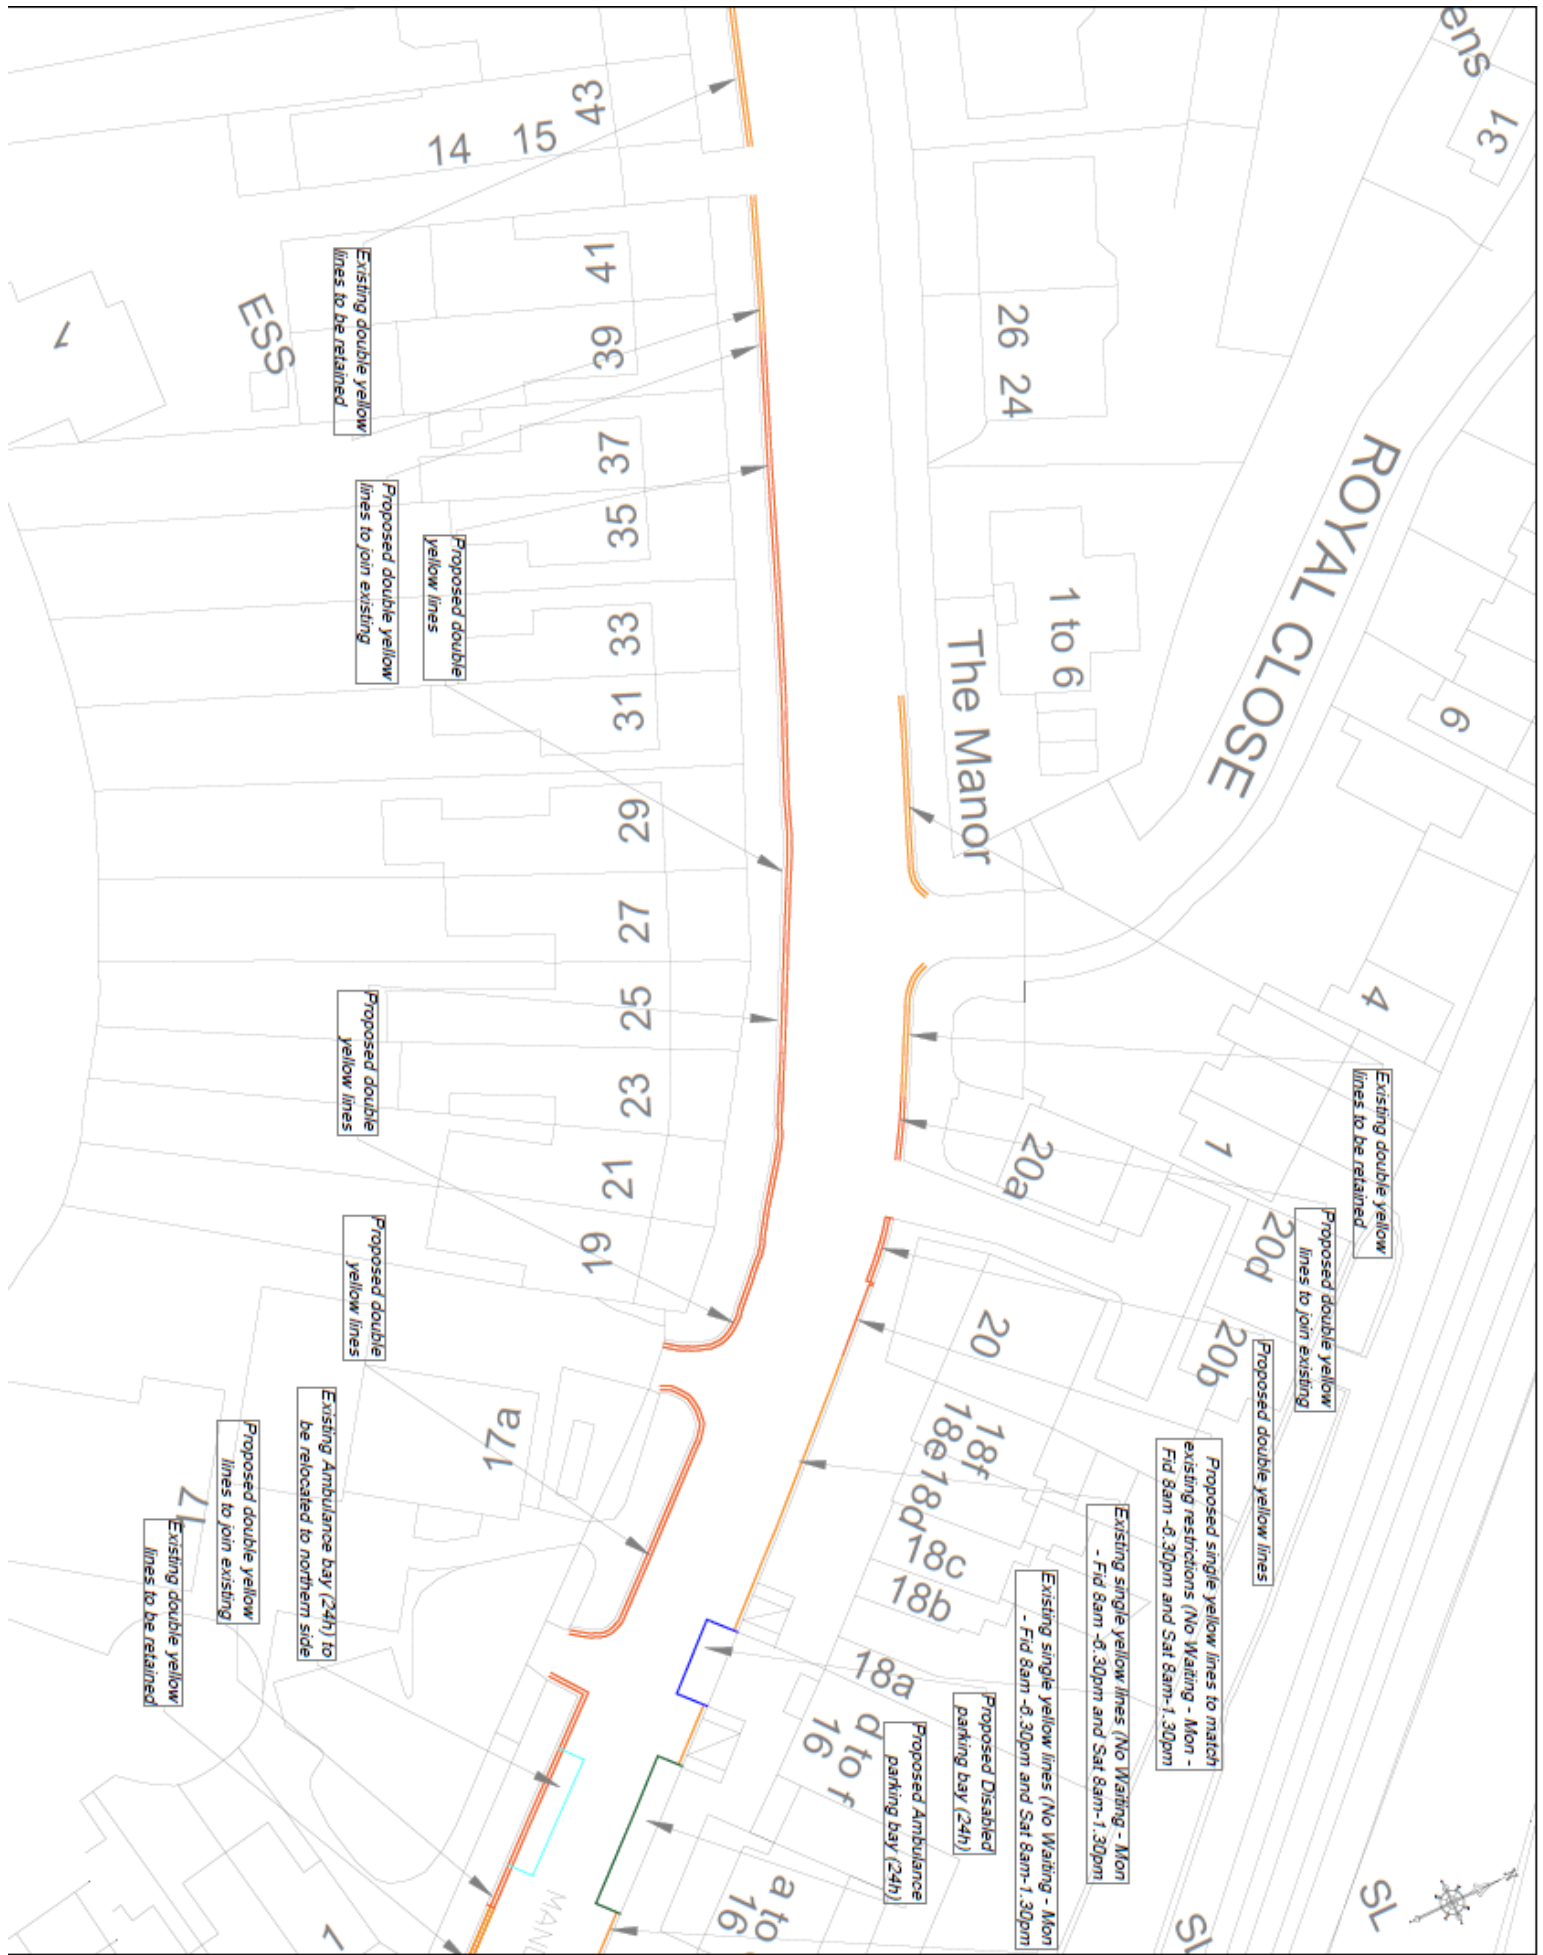 ens
31
43
15
14
41
39
ESS
1
26
24
ROYAL CLOSE
37
35
33
31
1 to 6
The Manor
6
4
29
27
25
23
21
19
1
20a
20d
20b
20
18f
18e
18d
18c
18b
18a
17a
17
d to f
16
a to
16
1
SL
SL
N
Existing double yellow
lines to be retained
Proposed double yellow
lines to join existing
Proposed double
yellow lines
Proposed double
yellow lines
Proposed double
yellow lines
Existing Ambulance bay (24h) to
be relocated to northern side
Proposed double yellow
lines to join existing
Existing double yellow
lines to be retained
Existing double yellow
lines to be retained
Proposed double yellow
lines to join existing
Proposed double yellow lines
Proposed single yellow lines to match
existing restrictions (No Waiting - Mon -
Fid 8am -6.30pm and Sat 8am-1.30pm
Existing single yellow lines (No Waiting - Mon
- Fid 8am -6.30pm and Sat 8am-1.30pm
Existing single yellow lines (No Waiting - Mon
- Fid 8am -6.30pm and Sat 8am-1.30pm
Proposed Disabled
parking bay (24h)
Proposed Ambulance
parking bay (24h)